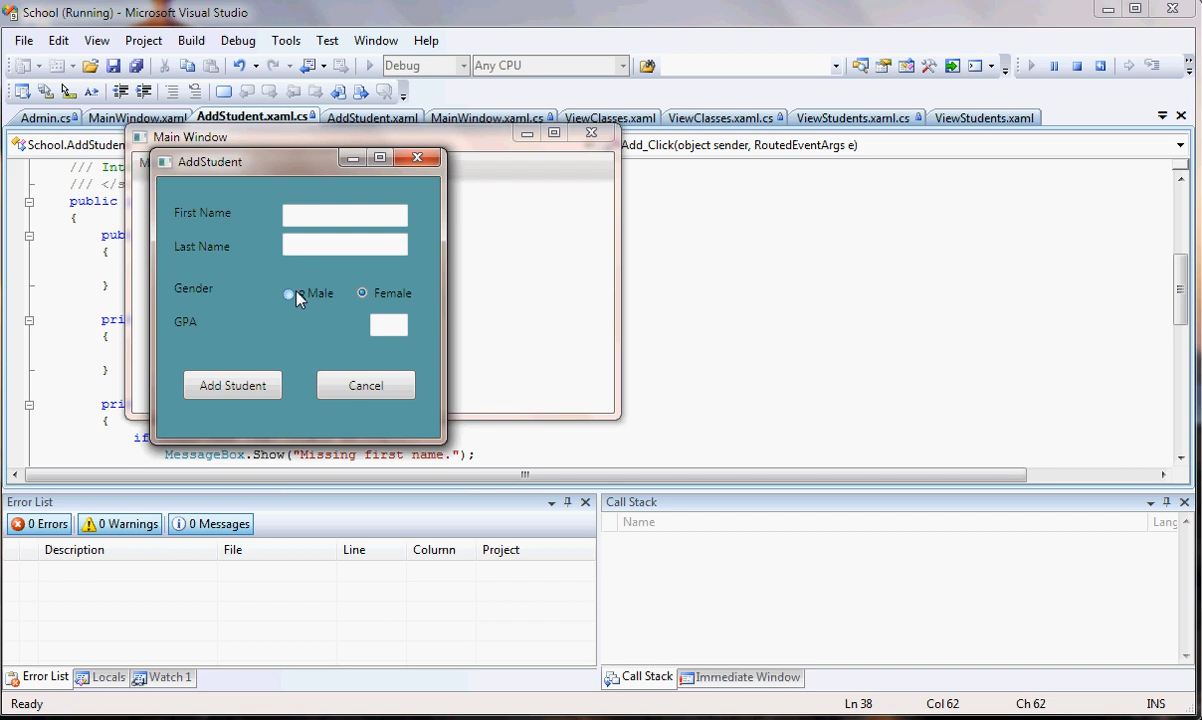 School (Running) - Microsoft Visual Studio
File Edit View Project Build Debug Tools Test Window Help
Debug Any CPU
Admin.cs MainWindow.xaml AddStudent.xaml.cs AddStudent.xaml MainWindow.xaml.cs ViewClasses.xaml ViewClasses.xaml.cs ViewStudents.xaml.cs ViewStudents.xaml
Main Window
School.AddStuden Add_Click(object sender, RoutedEventArgs e)
AddStudent
/// Int
/// </s
public
{
First Name
pub
{
Last Name
}
Gender Male Female
pri
GPA
{
}
Add Student Cancel
pri
{
if
MessageBox.Show("Missing first name.");
Error List Call Stack
0 Errors 0 Warnings 0 Messages Name Lang
Description File Line Column Project
Error List Locals Watch 1 Call Stack Immediate Window
Ready Ln 38 Col 62 Ch 62 INS